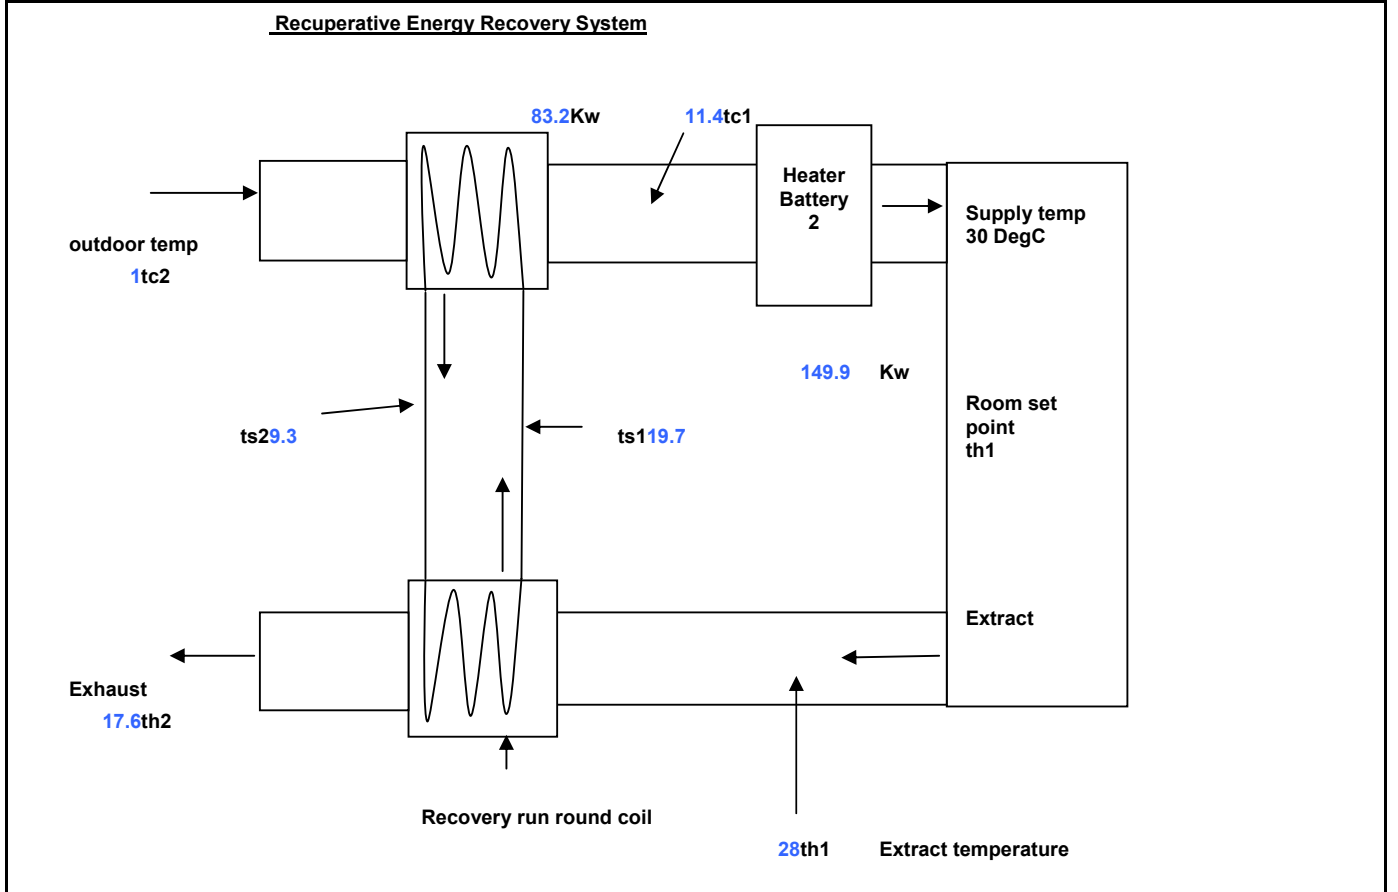 Recuperative Energy Recovery System
83.2Kw
11.4tc1
Heater
Battery
2
Supply temp
30 DegC
outdoor temp
1tc2
149.9 Kw
Room set
point
th1
ts29.3
ts119.7
Extract
Exhaust
17.6th2
Recovery run round coil
28th1 Extract temperature